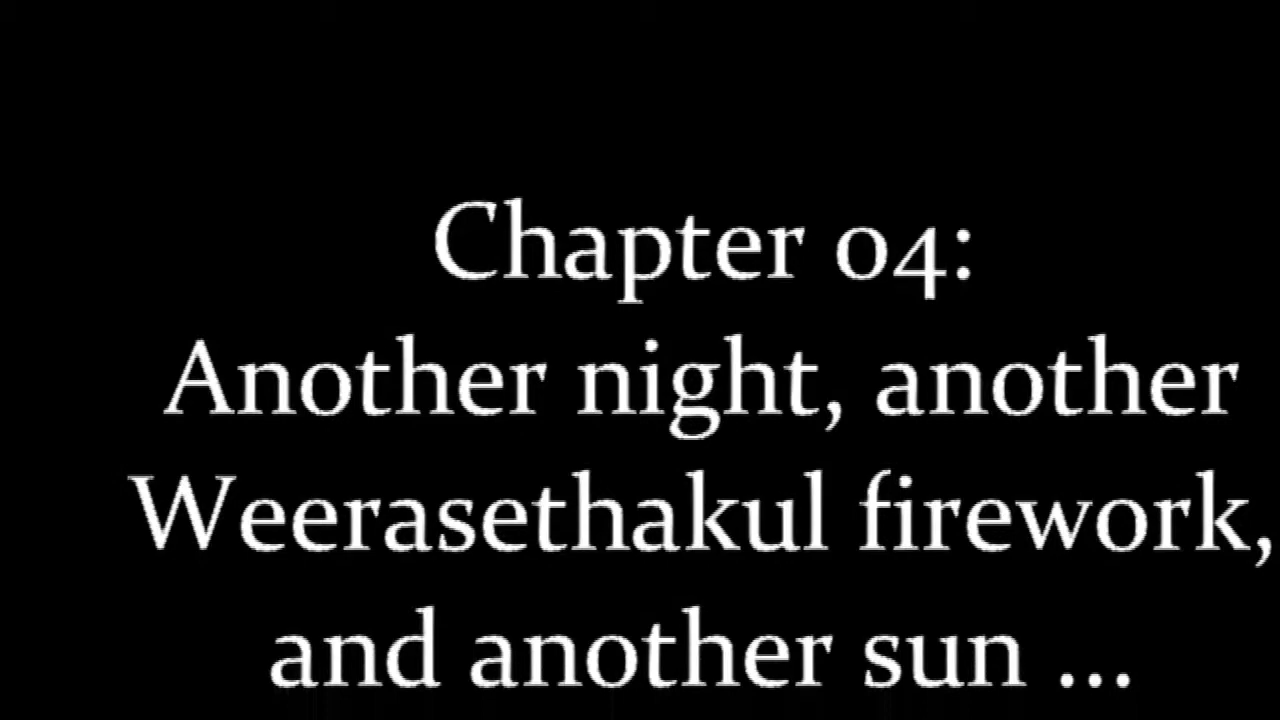 Chapter 04:
Another night, another
Weerasethakul firework,
and another sun ...